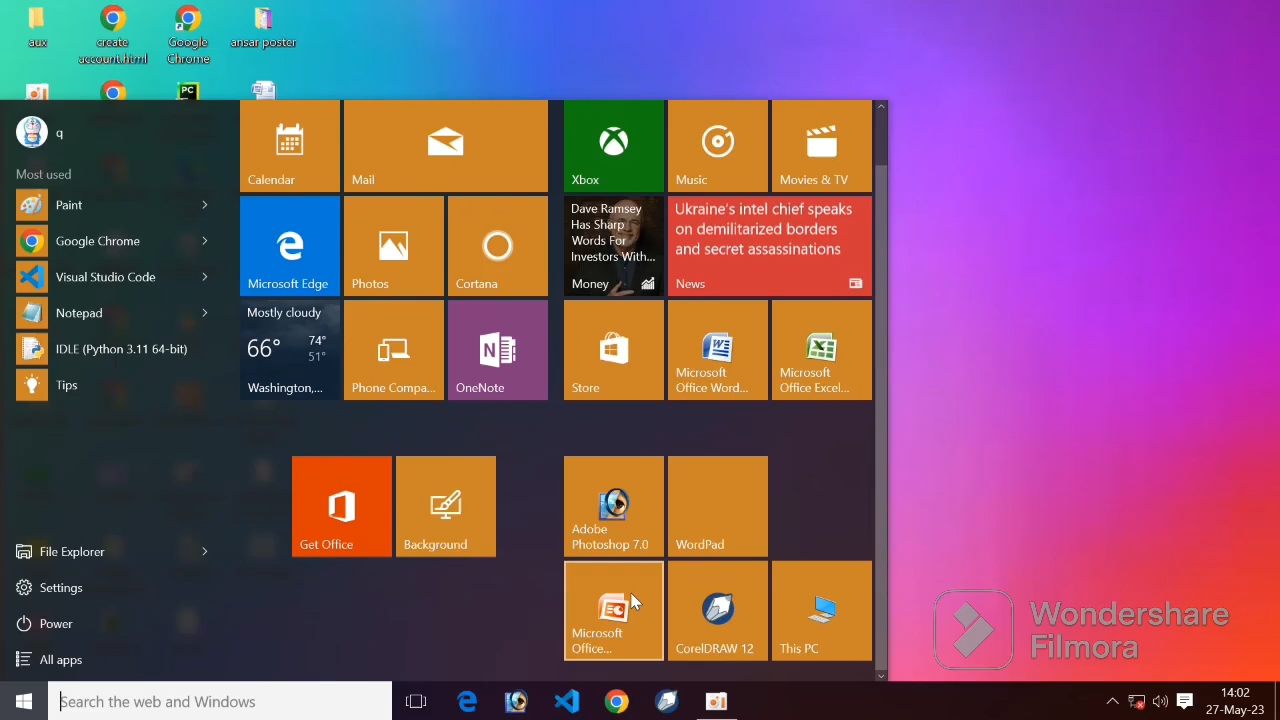 aux
create
account.html
Google
Chrome
ansar poster
PC
q
Most used
Paint
Google Chrome
Visual Studio Code
Notepad
IDLE (Python 3.11 64-bit)
Tips
File Explorer
Settings
Power
All apps
Calendar
Mail
Microsoft Edge
Photos
Cortana
Mostly cloudy
66°
74°
51°
Washington,...
Phone Compa...
N
OneNote
Get Office
Background
Xbox
Music
Movies & TV
Dave Ramsey
Has Sharp
Words For
Investors With...
Money
Ukraine's intel chief speaks
on demilitarized borders
and secret assassinations
News
Store
Microsoft
Office Word...
Microsoft
Office Excel...
Adobe
Photoshop 7.0
WordPad
Microsoft
Office...
CorelDRAW 12
This PC
Wondershare
Filmora
Search the web and Windows
14:02
27-May-23